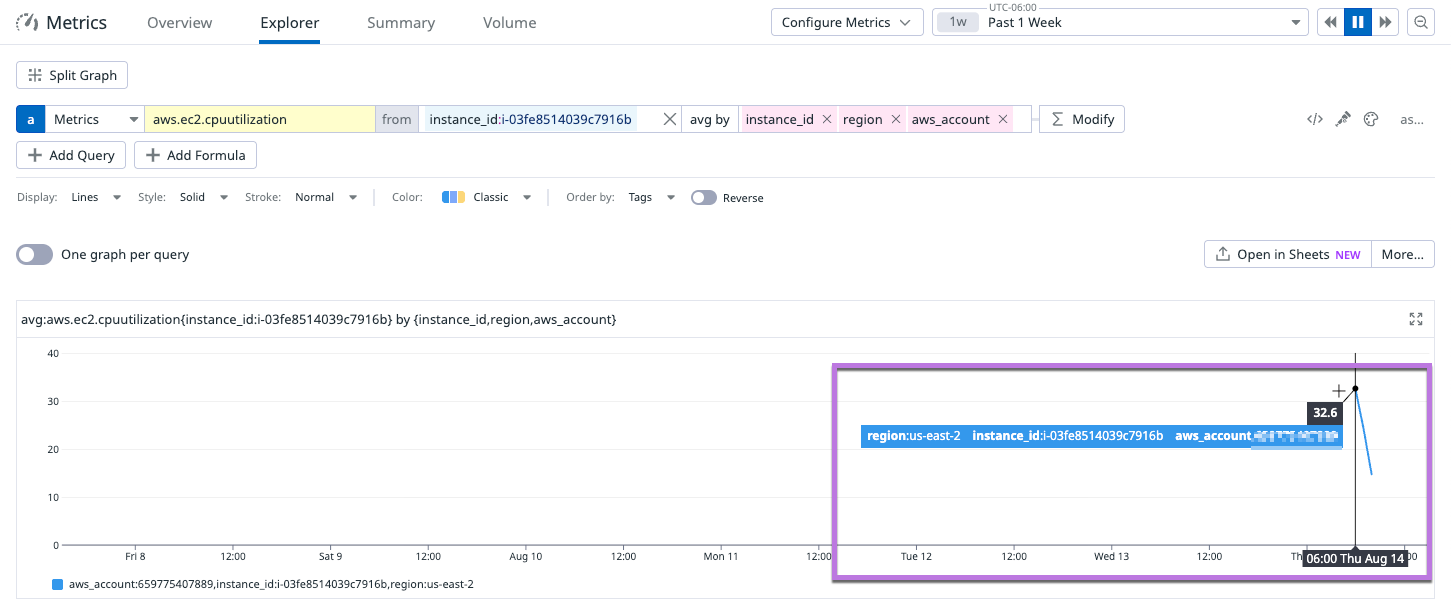 Metrics Overview Explorer Summary Volume Configure Metrics 1w UTC-06:00 Past 1 Week
Split Graph
a Metrics aws.ec2.cpuutilization from instance_id:i-03fe8514039c7916b avg by instance_id region aws_account Σ Modify </> as...
+ Add Query + Add Formula
Display: Lines Style: Solid Stroke: Normal Color: Classic Order by: Tags Reverse
One graph per query Open in Sheets NEW More...
avg:aws.ec2.cpuutilization{instance_id:i-03fe8514039c7916b} by {instance_id,region,aws_account}
40
30
32.6
region:us-east-2 instance_id:i-03fe8514039c7916b aws_account
20
10
0
Fri 8 12:00 Sat 9 12:00 Aug 10 12:00 Mon 11 12:00 Tue 12 12:00 Wed 13 12:00
06:00 Thu Aug 14
aws_account:659775407889,instance_id:i-03fe8514039c7916b,region:us-east-2